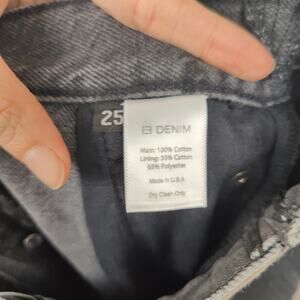 25
EB DENIM
Main: 100% Cotton
Lining: 35% Cotton
65% Polyester
Made in U.S.A.
Dry Clean Only